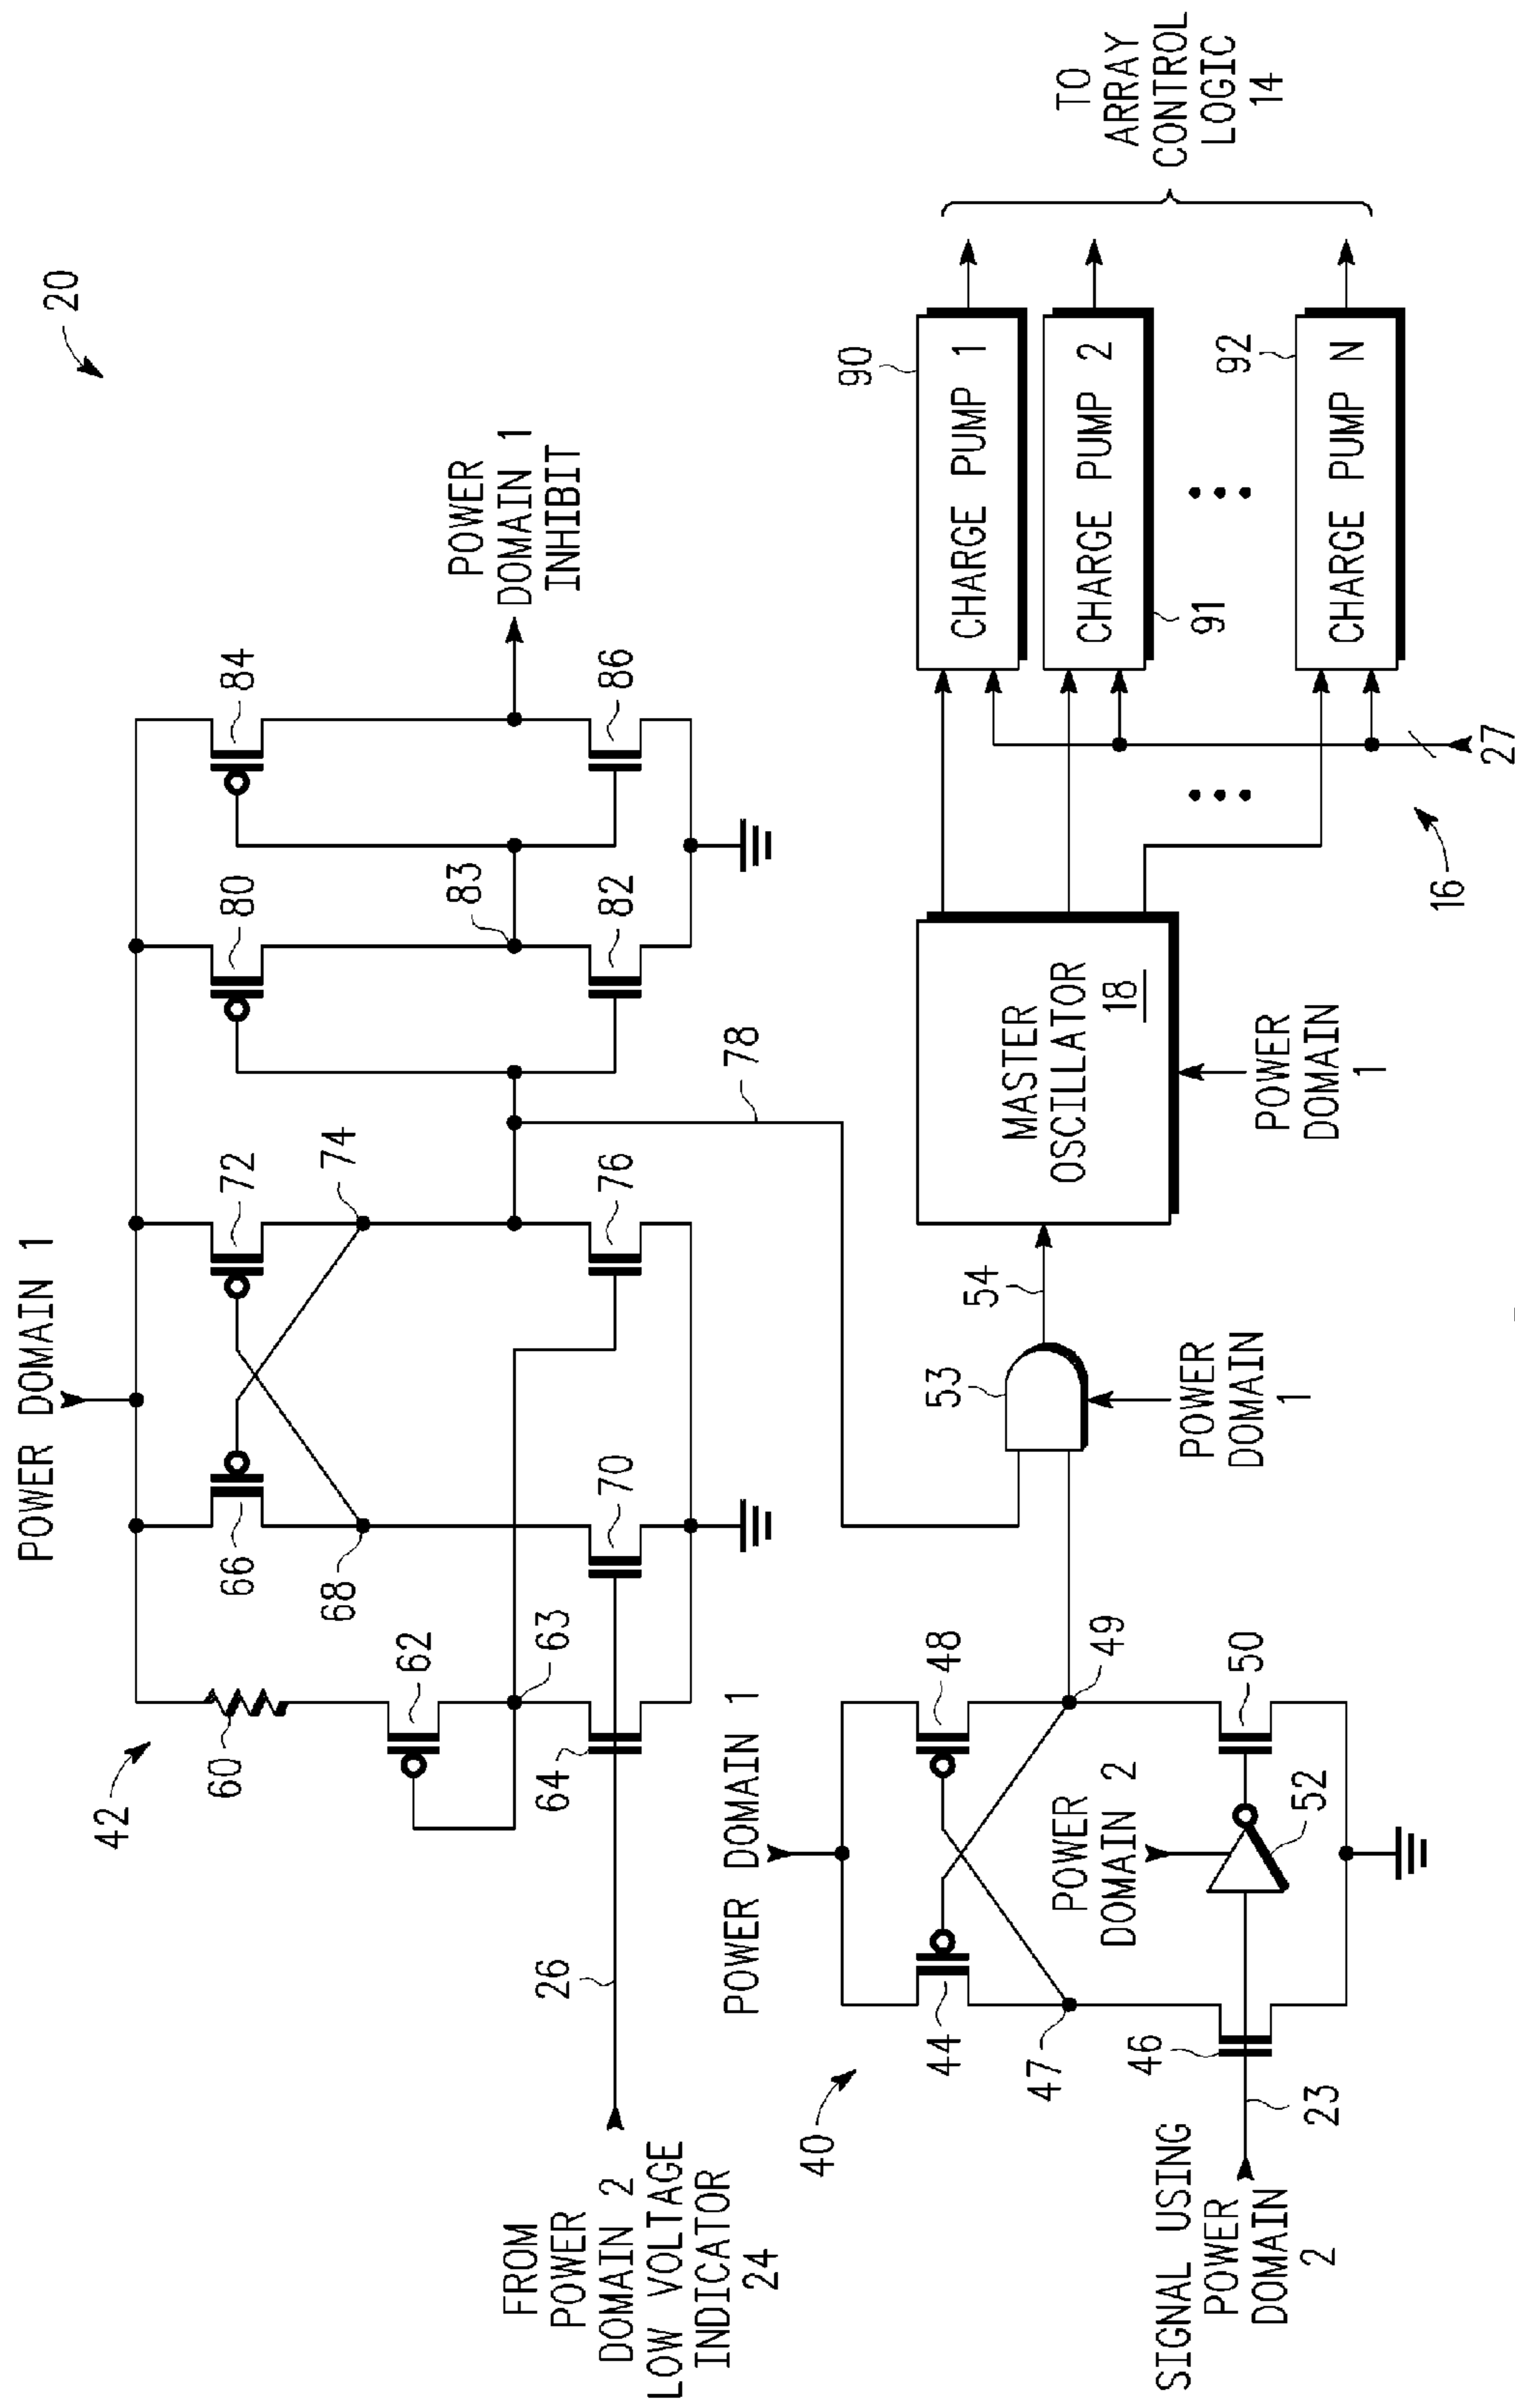 20
POWER DOMAIN 1
42
60
62
63
64
66
68
70
72
74
76
78
80
82
83
84
86
POWER
DOMAIN 1
INHIBIT
26
FROM
POWER
DOMAIN 2
LOW VOLTAGE
INDICATOR
24
POWER DOMAIN 1
40
44
46
47
48
49
50
52
POWER
DOMAIN 2
23
SIGNAL USING
POWER
DOMAIN
2
53
54
POWER
DOMAIN
1
MASTER
OSCILLATOR
18
POWER
DOMAIN
1
16
27
CHARGE PUMP 1
90
CHARGE PUMP 2
91
CHARGE PUMP N
92
TO
ARRAY
CONTROL
LOGIC
14